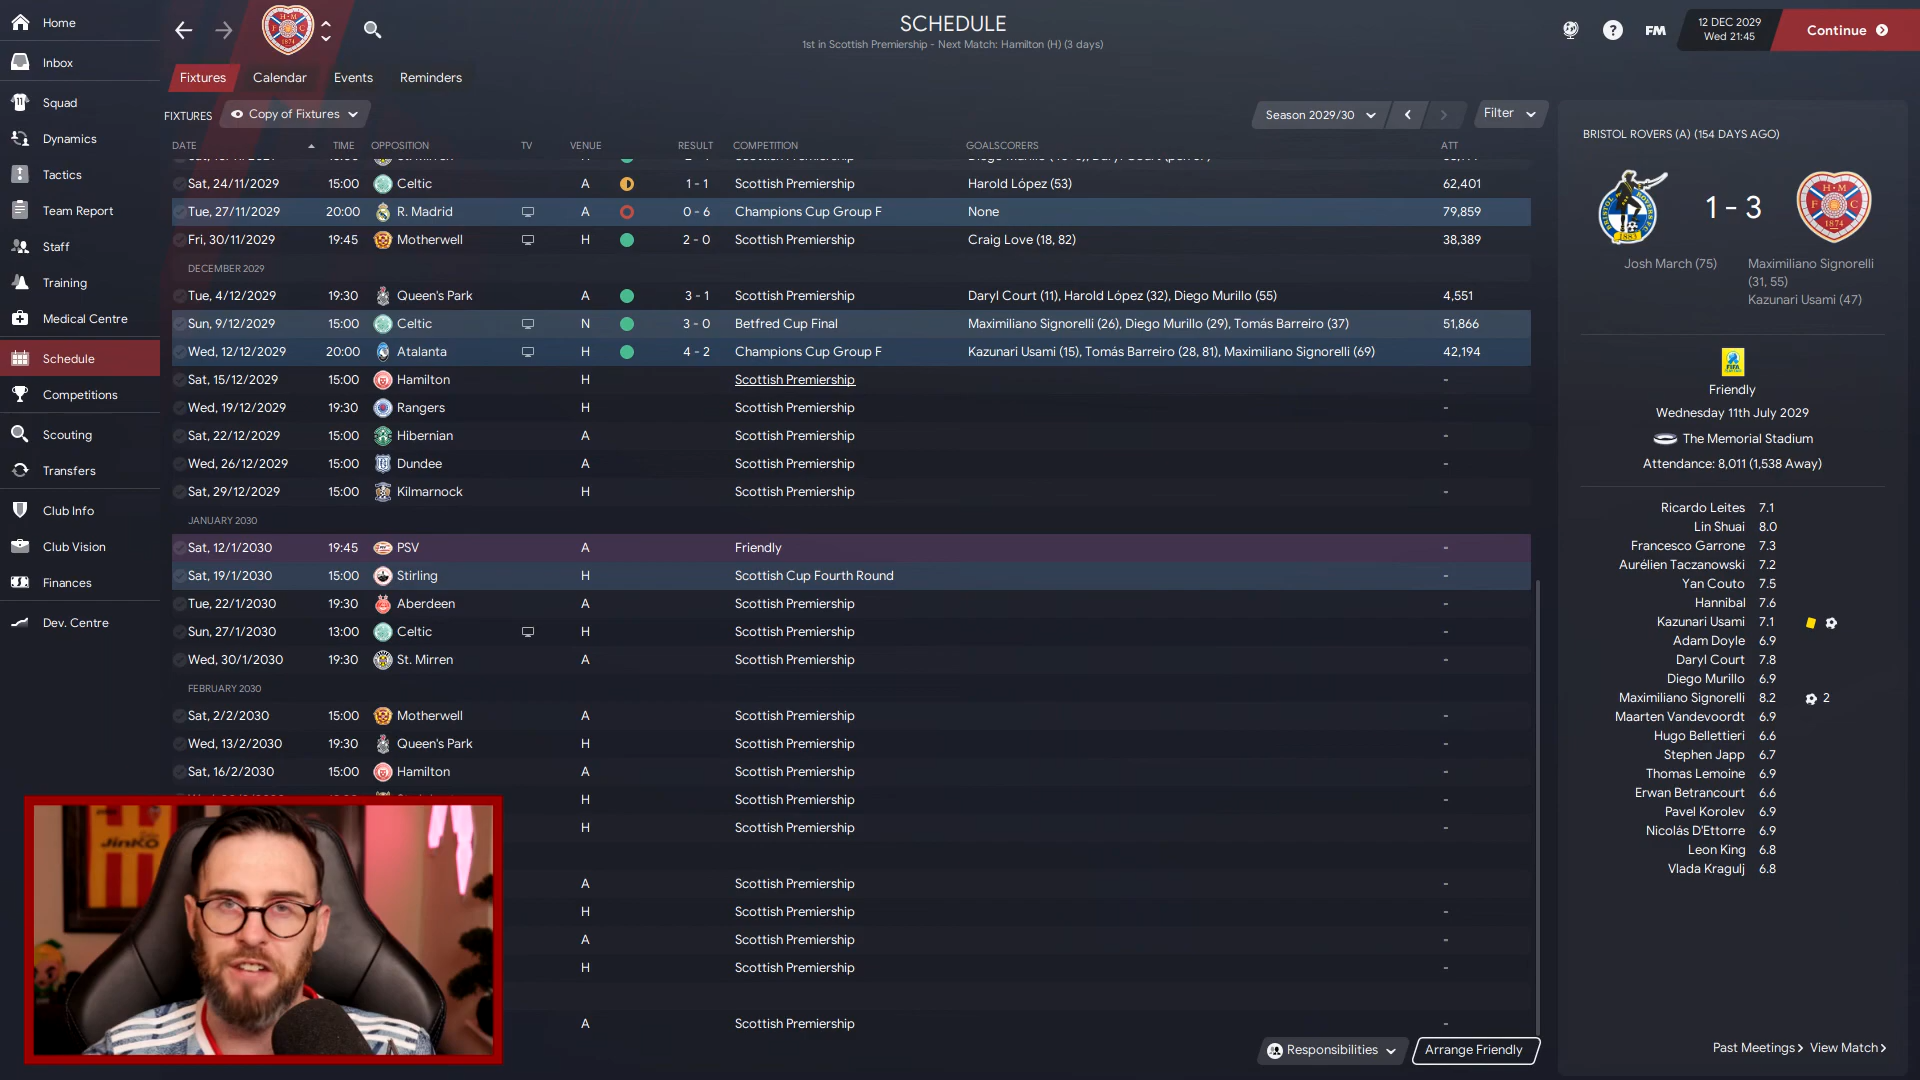 Home
Inbox
Squad
Dynamics
Tactics
Team Report
Staff
Training
Medical Centre
Schedule
Competitions
Scouting
Transfers
Club Info
Club Vision
Finances
Dev. Centre
SCHEDULE
1st in Scottish Premiership - Next Match: Hamilton (H) (3 days)
FM
12 DEC 2029
Wed 21:45
Continue
Fixtures Calendar Events Reminders
FIXTURES Copy of Fixtures Season 2029/30 Filter
DATE TIME OPPOSITION TV VENUE RESULT COMPETITION GOALSCORERS ATT
Sat, 24/11/2029 15:00 Celtic A 1 - 1 Scottish Premiership Harold López (53) 62,401
Tue, 27/11/2029 20:00 R. Madrid A 0 - 6 Champions Cup Group F None 79,859
Fri, 30/11/2029 19:45 Motherwell H 2 - 0 Scottish Premiership Craig Love (18, 82) 38,389
DECEMBER 2029
Tue, 4/12/2029 19:30 Queen's Park A 3 - 1 Scottish Premiership Daryl Court (11), Harold López (32), Diego Murillo (55) 4,551
Sun, 9/12/2029 15:00 Celtic N 3 - 0 Betfred Cup Final Maximiliano Signorelli (26), Diego Murillo (29), Tomás Barreiro (37) 51,866
Wed, 12/12/2029 20:00 Atalanta H 4 - 2 Champions Cup Group F Kazunari Usami (15), Tomás Barreiro (28, 81), Maximiliano Signorelli (69) 42,194
Sat, 15/12/2029 15:00 Hamilton H Scottish Premiership -
Wed, 19/12/2029 19:30 Rangers H Scottish Premiership -
Sat, 22/12/2029 15:00 Hibernian A Scottish Premiership -
Wed, 26/12/2029 15:00 Dundee A Scottish Premiership -
Sat, 29/12/2029 15:00 Kilmarnock H Scottish Premiership -
JANUARY 2030
Sat, 12/1/2030 19:45 PSV A Friendly -
Sat, 19/1/2030 15:00 Stirling H Scottish Cup Fourth Round -
Tue, 22/1/2030 19:30 Aberdeen A Scottish Premiership -
Sun, 27/1/2030 13:00 Celtic H Scottish Premiership -
Wed, 30/1/2030 19:30 St. Mirren A Scottish Premiership -
FEBRUARY 2030
Sat, 2/2/2030 15:00 Motherwell A Scottish Premiership -
Wed, 13/2/2030 19:30 Queen's Park H Scottish Premiership -
Sat, 16/2/2030 15:00 Hamilton A Scottish Premiership -
H Scottish Premiership -
H Scottish Premiership -
A Scottish Premiership -
H Scottish Premiership -
A Scottish Premiership -
H Scottish Premiership -
A Scottish Premiership -
JinKO
Responsibilities Arrange Friendly
BRISTOL ROVERS (A) (154 DAYS AGO)
1 - 3
Josh March (75)
Maximiliano Signorelli
(31, 55)
Kazunari Usami (47)
Friendly
Wednesday 11th July 2029
The Memorial Stadium
Attendance: 8,011 (1,538 Away)
Ricardo Leites 7.1
Lin Shuai 8.0
Francesco Garrone 7.3
Aurélien Taczanowski 7.2
Yan Couto 7.5
Hannibal 7.6
Kazunari Usami 7.1
Adam Doyle 6.9
Daryl Court 7.8
Diego Murillo 6.9
Maximiliano Signorelli 8.2 2
Maarten Vandevoordt 6.9
Hugo Bellettieri 6.6
Stephen Japp 6.7
Thomas Lemoine 6.9
Erwan Betrancourt 6.6
Pavel Korolev 6.9
Nicolás D'Ettorre 6.9
Leon King 6.8
Vlada Kragulj 6.8
Past Meetings View Match